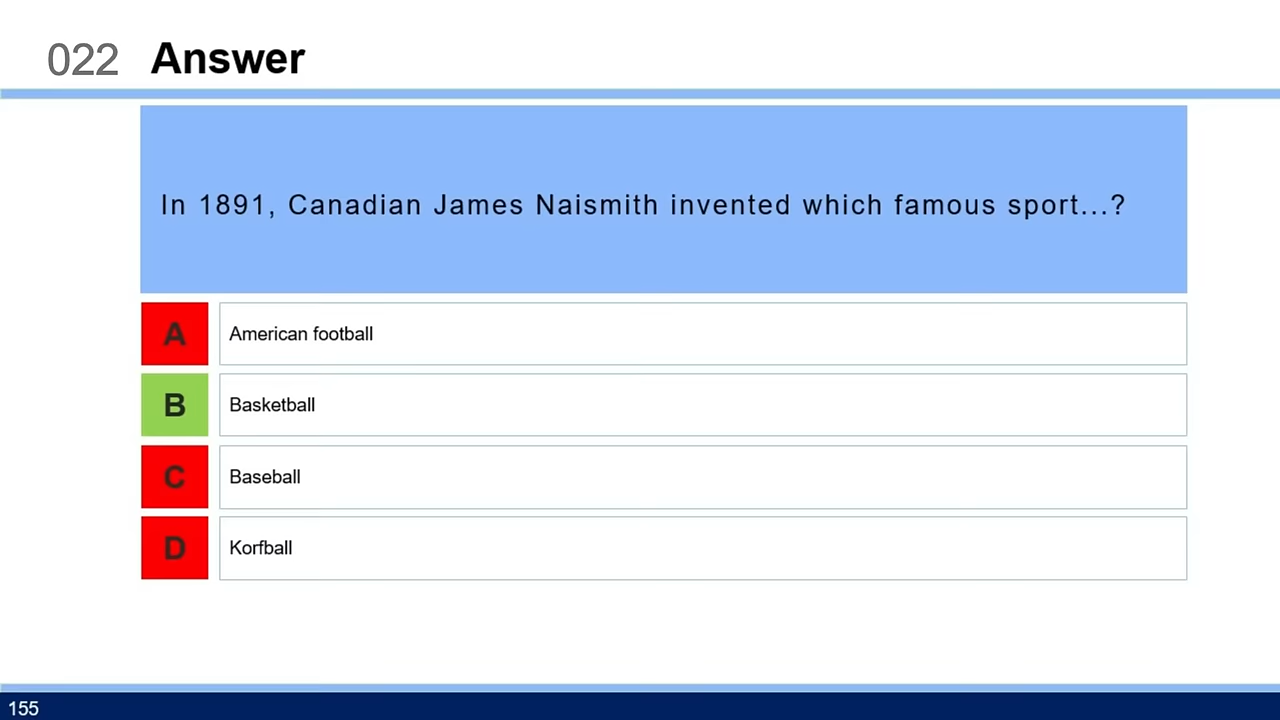 022 Answer
In 1891, Canadian James Naismith invented which famous sport...?
A American football
B Basketball
C Baseball
D Korfball
155